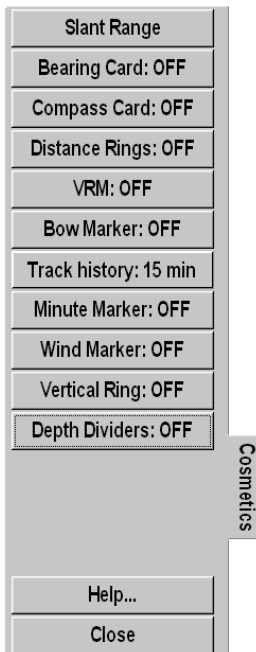 Slant Range
Bearing Card: OFF
Compass Card: OFF
Distance Rings: OFF
VRM: OFF
Bow Marker: OFF
Track history: 15 min
Minute Marker: OFF
Wind Marker: OFF
Vertical Ring: OFF
Depth Dividers: OFF
Cosmetics
Help...
Close